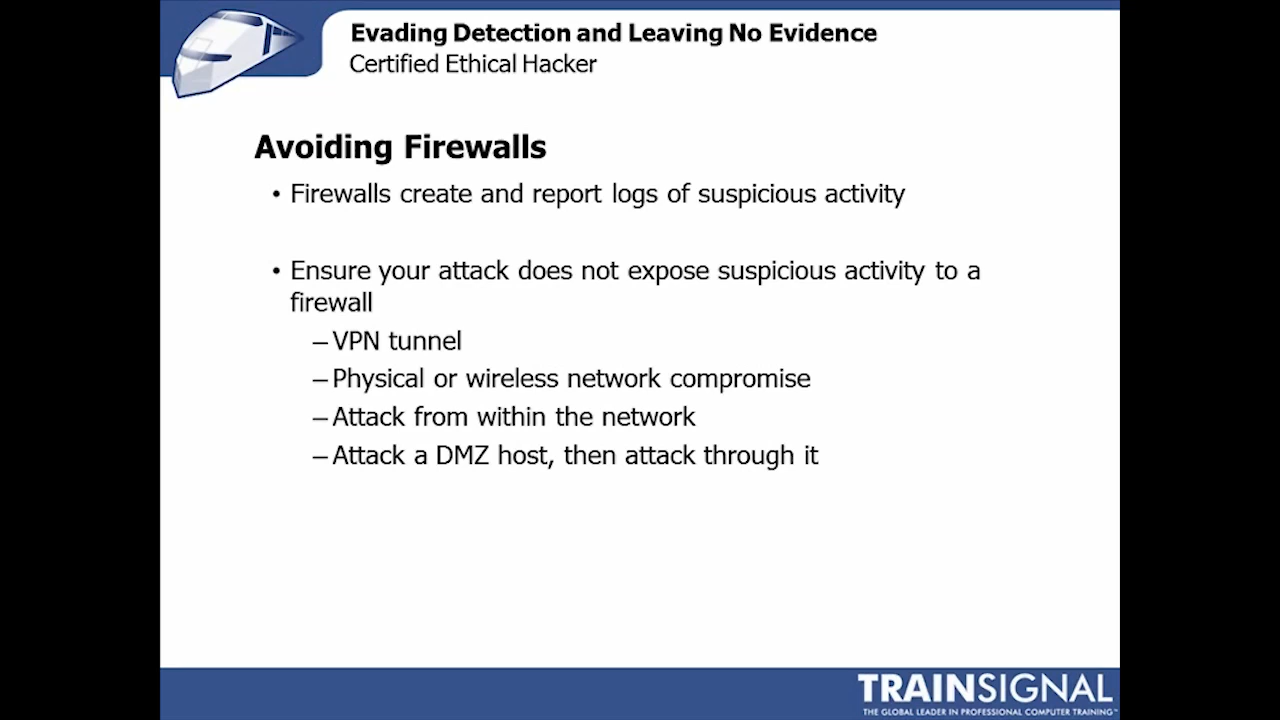 Evading Detection and Leaving No Evidence
Certified Ethical Hacker
Avoiding Firewalls
• Firewalls create and report logs of suspicious activity
• Ensure your attack does not expose suspicious activity to a
firewall
– VPN tunnel
– Physical or wireless network compromise
– Attack from within the network
– Attack a DMZ host, then attack through it
TRAINSIGNAL
THE GLOBAL LEADER IN PROFESSIONAL COMPUTER TRAINING™